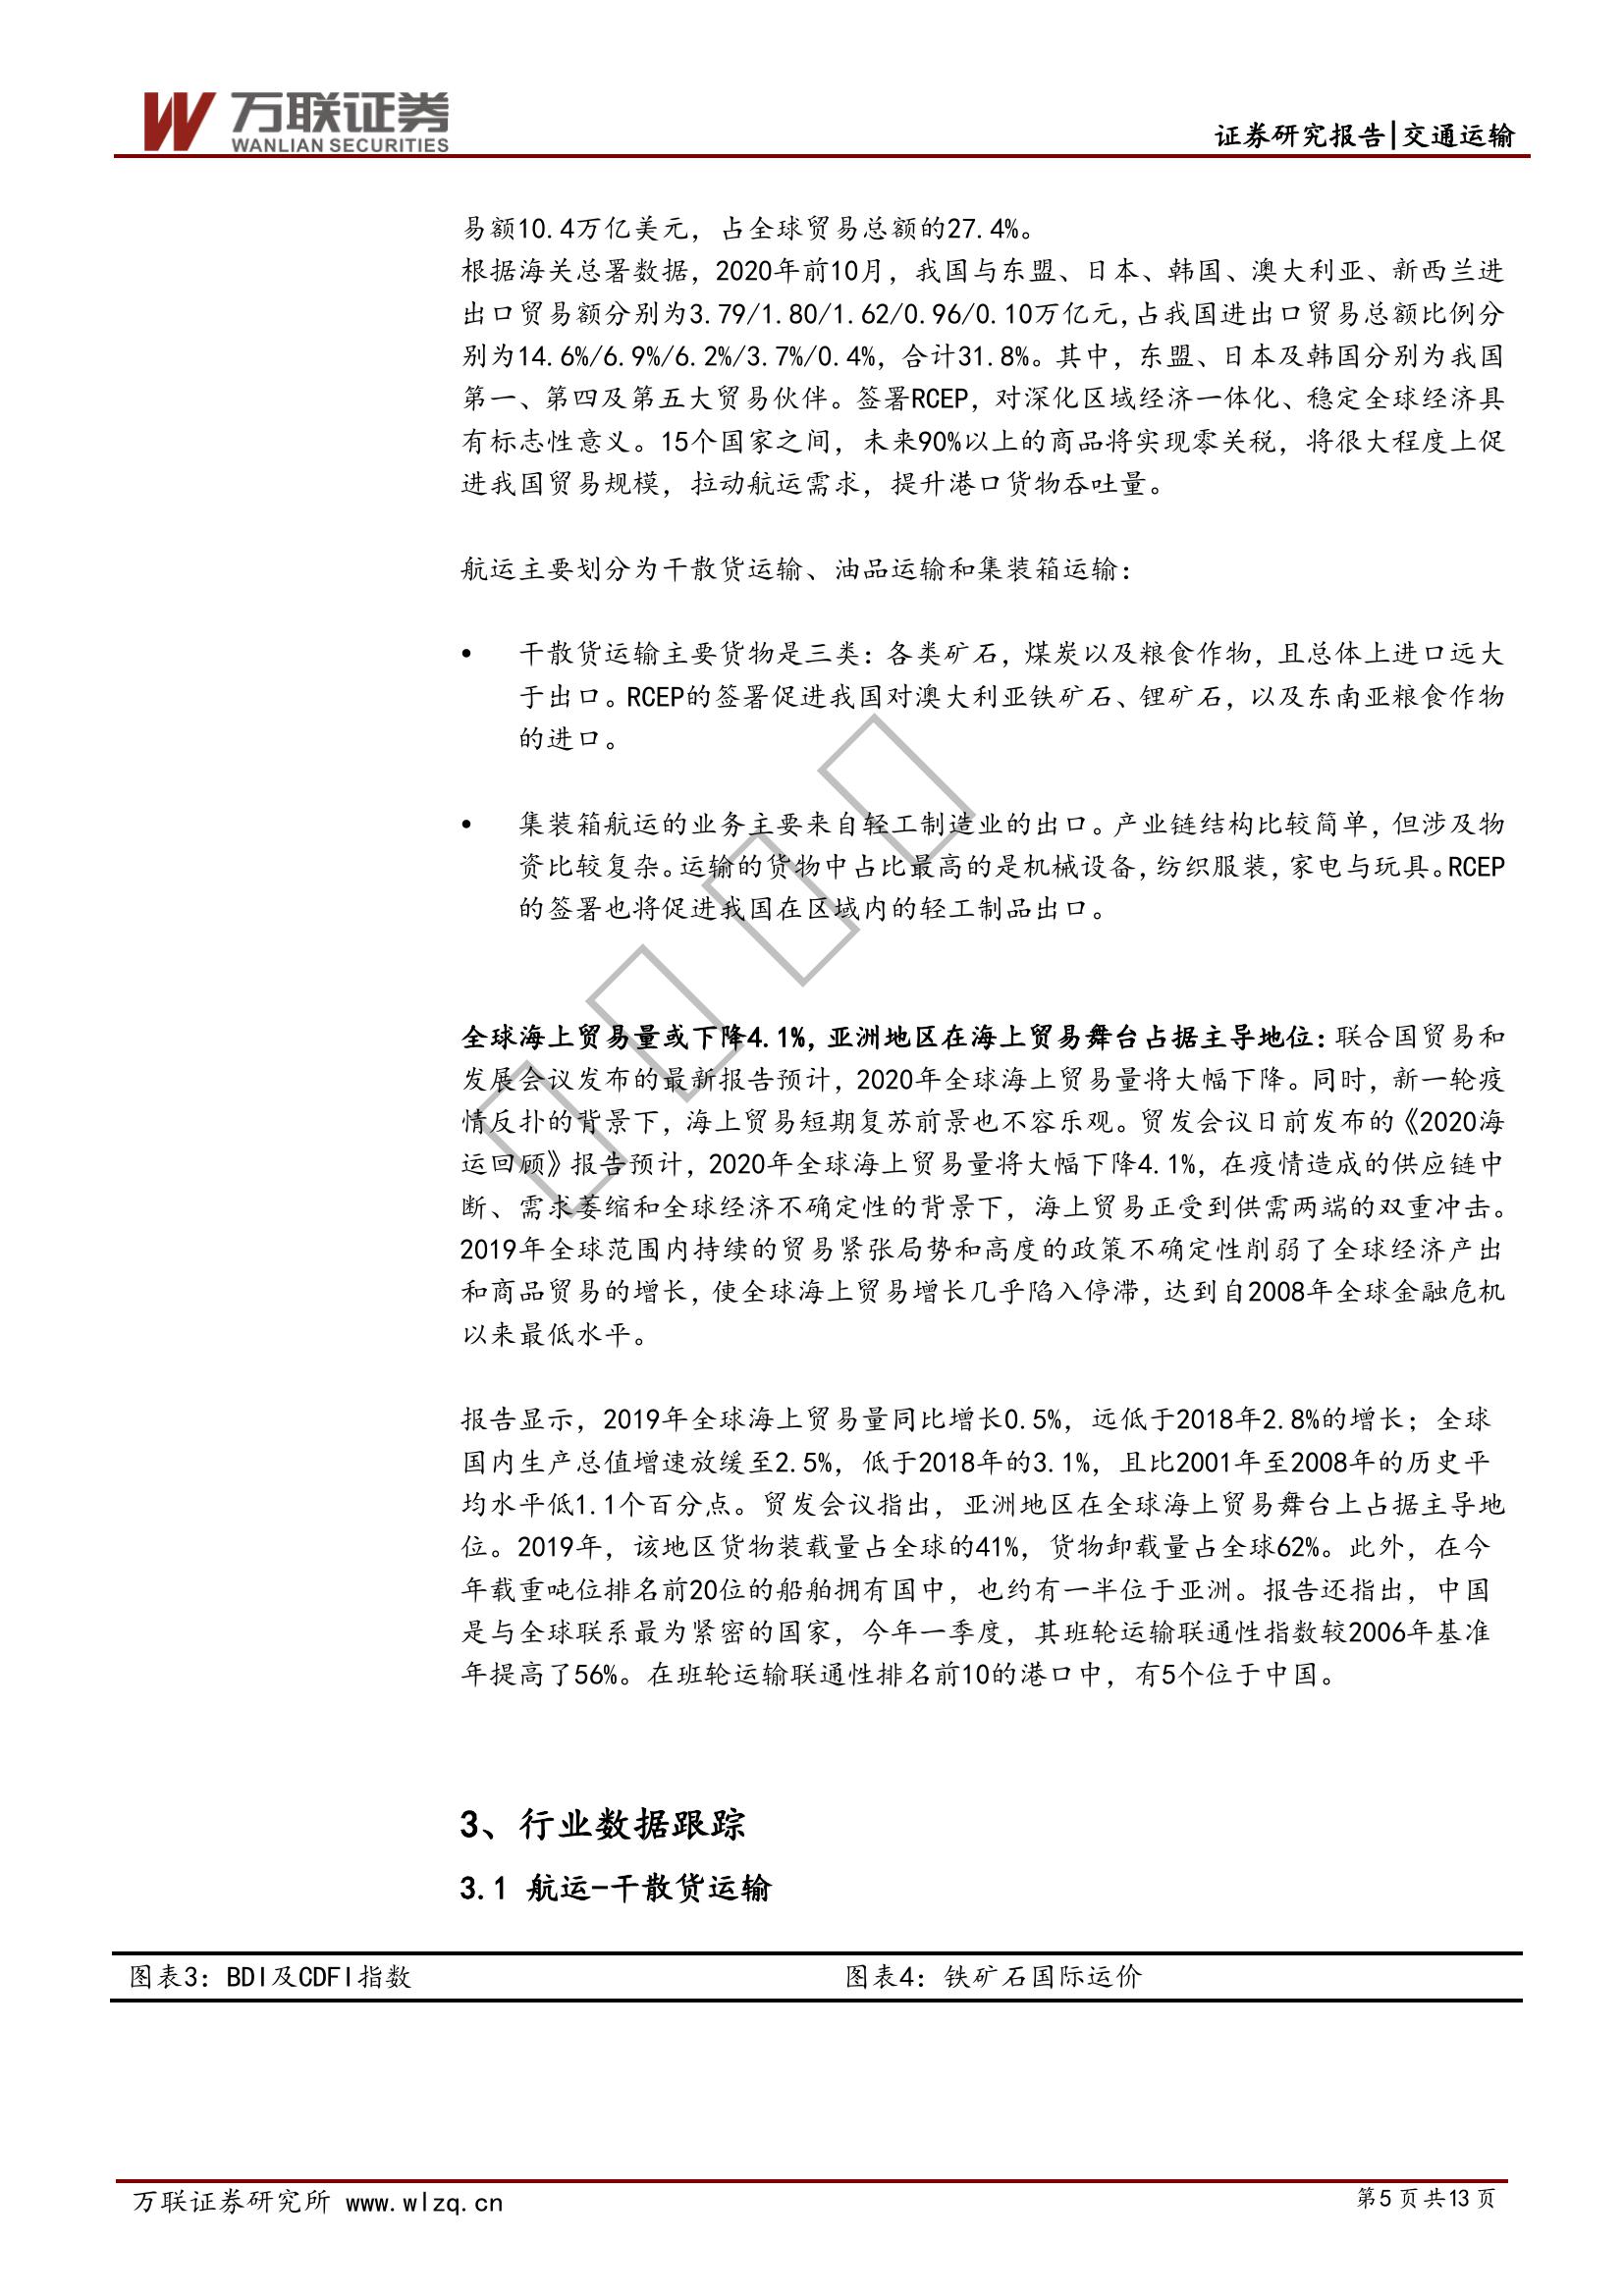 万联证券
WANLIAN SECURITIES
证券研究报告|交通运输
易额10.4万亿美元，占全球贸易总额的27.4%。
根据海关总署数据，2020年前10月，我国与东盟、日本、韩国、澳大利亚、新西兰进
出口贸易额分别为3.79/1.80/1.62/0.96/0.10万亿元,占我国进出口贸易总额比例分
别为14.6%/6.9%/6.2%/3.7%/0.4%，合计31.8%。其中，东盟、日本及韩国分别为我国
第一、第四及第五大贸易伙伴。签署RCEP，对深化区域经济一体化、稳定全球经济具
有标志性意义。15个国家之间，未来90%以上的商品将实现零关税，将很大程度上促
进我国贸易规模，拉动航运需求，提升港口货物吞吐量。
航运主要划分为干散货运输、油品运输和集装箱运输：
• 干散货运输主要货物是三类：各类矿石，煤炭以及粮食作物，且总体上进口远大
于出口。RCEP的签署促进我国对澳大利亚铁矿石、锂矿石，以及东南亚粮食作物
的进口。
• 集装箱航运的业务主要来自轻工制造业的出口。产业链结构比较简单，但涉及物
资比较复杂。运输的货物中占比最高的是机械设备，纺织服装，家电与玩具。RCEP
的签署也将促进我国在区域内的轻工制品出口。
全球海上贸易量或下降4.1%，亚洲地区在海上贸易舞台占据主导地位：联合国贸易和
发展会议发布的最新报告预计，2020年全球海上贸易量将大幅下降。同时，新一轮疫
情反扑的背景下，海上贸易短期复苏前景也不容乐观。贸发会议日前发布的《2020海
运回顾》报告预计，2020年全球海上贸易量将大幅下降4.1%，在疫情造成的供应链中
断、需求萎缩和全球经济不确定性的背景下，海上贸易正受到供需两端的双重冲击。
2019年全球范围内持续的贸易紧张局势和高度的政策不确定性削弱了全球经济产出
和商品贸易的增长，使全球海上贸易增长几乎陷入停滞，达到自2008年全球金融危机
以来最低水平。
报告显示，2019年全球海上贸易量同比增长0.5%，远低于2018年2.8%的增长；全球
国内生产总值增速放缓至2.5%，低于2018年的3.1%，且比2001年至2008年的历史平
均水平低1.1个百分点。贸发会议指出，亚洲地区在全球海上贸易舞台上占据主导地
位。2019年，该地区货物装载量占全球的41%，货物卸载量占全球62%。此外，在今
年载重吨位排名前20位的船舶拥有国中，也约有一半位于亚洲。报告还指出，中国
是与全球联系最为紧密的国家，今年一季度，其班轮运输联通性指数较2006年基准
年提高了56%。在班轮运输联通性排名前10的港口中，有5个位于中国。
3、行业数据跟踪
3.1 航运-干散货运输
图表3：BDI及CDFI指数
图表4：铁矿石国际运价
万联证券研究所 www.wlzq.cn
第5页共13页